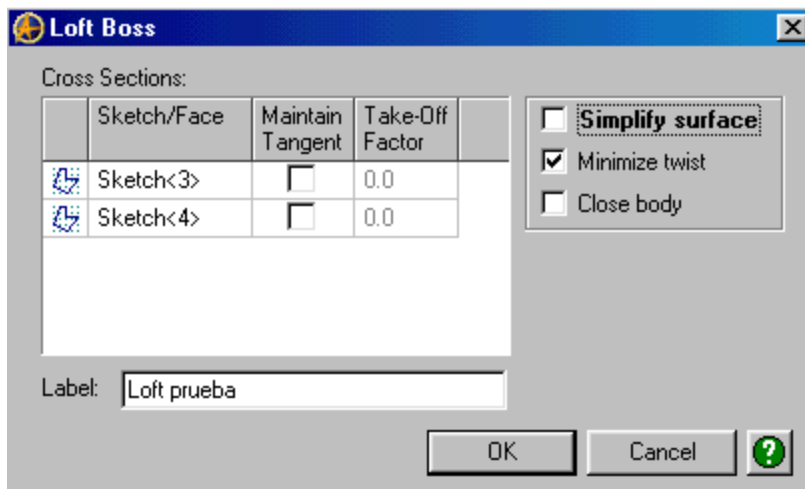 Loft Boss
Cross Sections:
Sketch/Face Maintain Tangent Take-Off Factor
Sketch<3> 0.0
Sketch<4> 0.0
Simplify surface
Minimize twist
Close body
Label: Loft prueba
OK Cancel ?